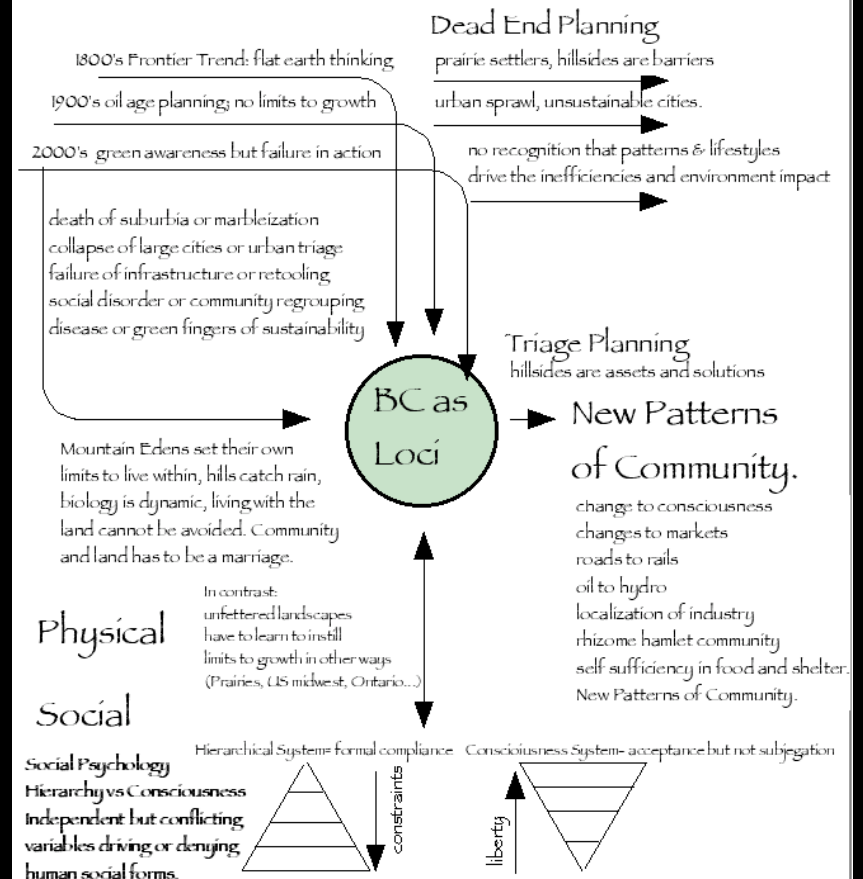 Dead End Planning
1800's Frontier Trend: flat earth thinking
prairie settlers, hillsides are barriers
1900's oil age planning; no limits to growth
urban sprawl, unsustainable cities.
2000's green awareness but failure in action
no recognition that patterns & lifestyles
drive the inefficiencies and environment impact
death of suburbia or marbleization
collapse of large cities or urban triage
failure of infrastructure or retooling
social disorder or community regrouping
disease or green fingers of sustainability
Triage Planning
hillsides are assets and solutions
BC as
Loci
New Patterns
of Community.
Mountain Edens set their own
limits to live within, hills catch rain,
biology is dynamic, living with the
land cannot be avoided. Community
and land has to be a marriage.
change to consciousness
changes to markets
roads to rails
oil to hydro
localization of industry
rhizome hamlet community
self sufficiency in food and shelter.
New Patterns of Community.
In contrast:
unfettered landscapes
have to learn to instill
limits to growth in other ways
(Prairies, US midwest, Ontario...)
Physical
Social
Hierarchical System= formal compliance
Conscioiusness System- acceptance but not subjegation
Social Psychology
Hierarchy vs Consciousness
Independent but conflicting
variables driving or denying
human social forms.
constraints
liberty